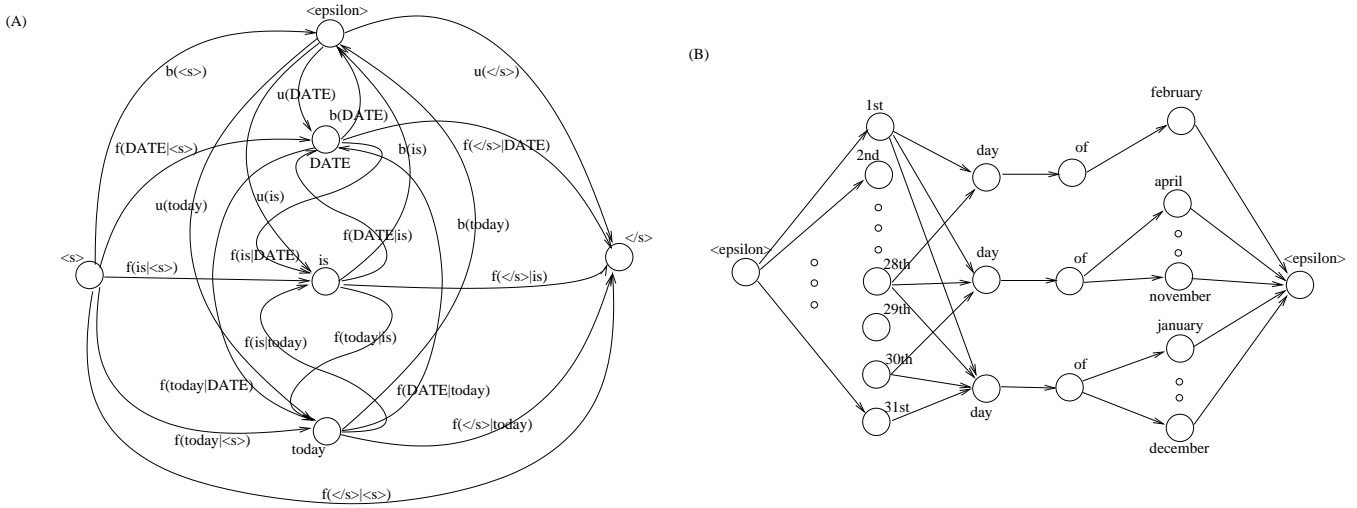 (A)
<epsilon>
b(<s>)
u(</s>)
u(DATE)
b(DATE)
f(DATE|<s>)
DATE
b(is)
f(</s>|DATE)
u(today)
u(is)
b(today)
<s>
f(is|<s>)
f(is|DATE)
f(DATE|is)
is
</s>
f(</s>|is)
f(is|today)
f(today|is)
f(today|DATE)
f(DATE|today)
f(today|<s>)
today
f(</s>|today)
f(</s>|<s>)
(B)
1st
february
2nd
day
of
april
<epsilon>
28th
day
of
<epsilon>
november
29th
january
30th
of
31st
day
december